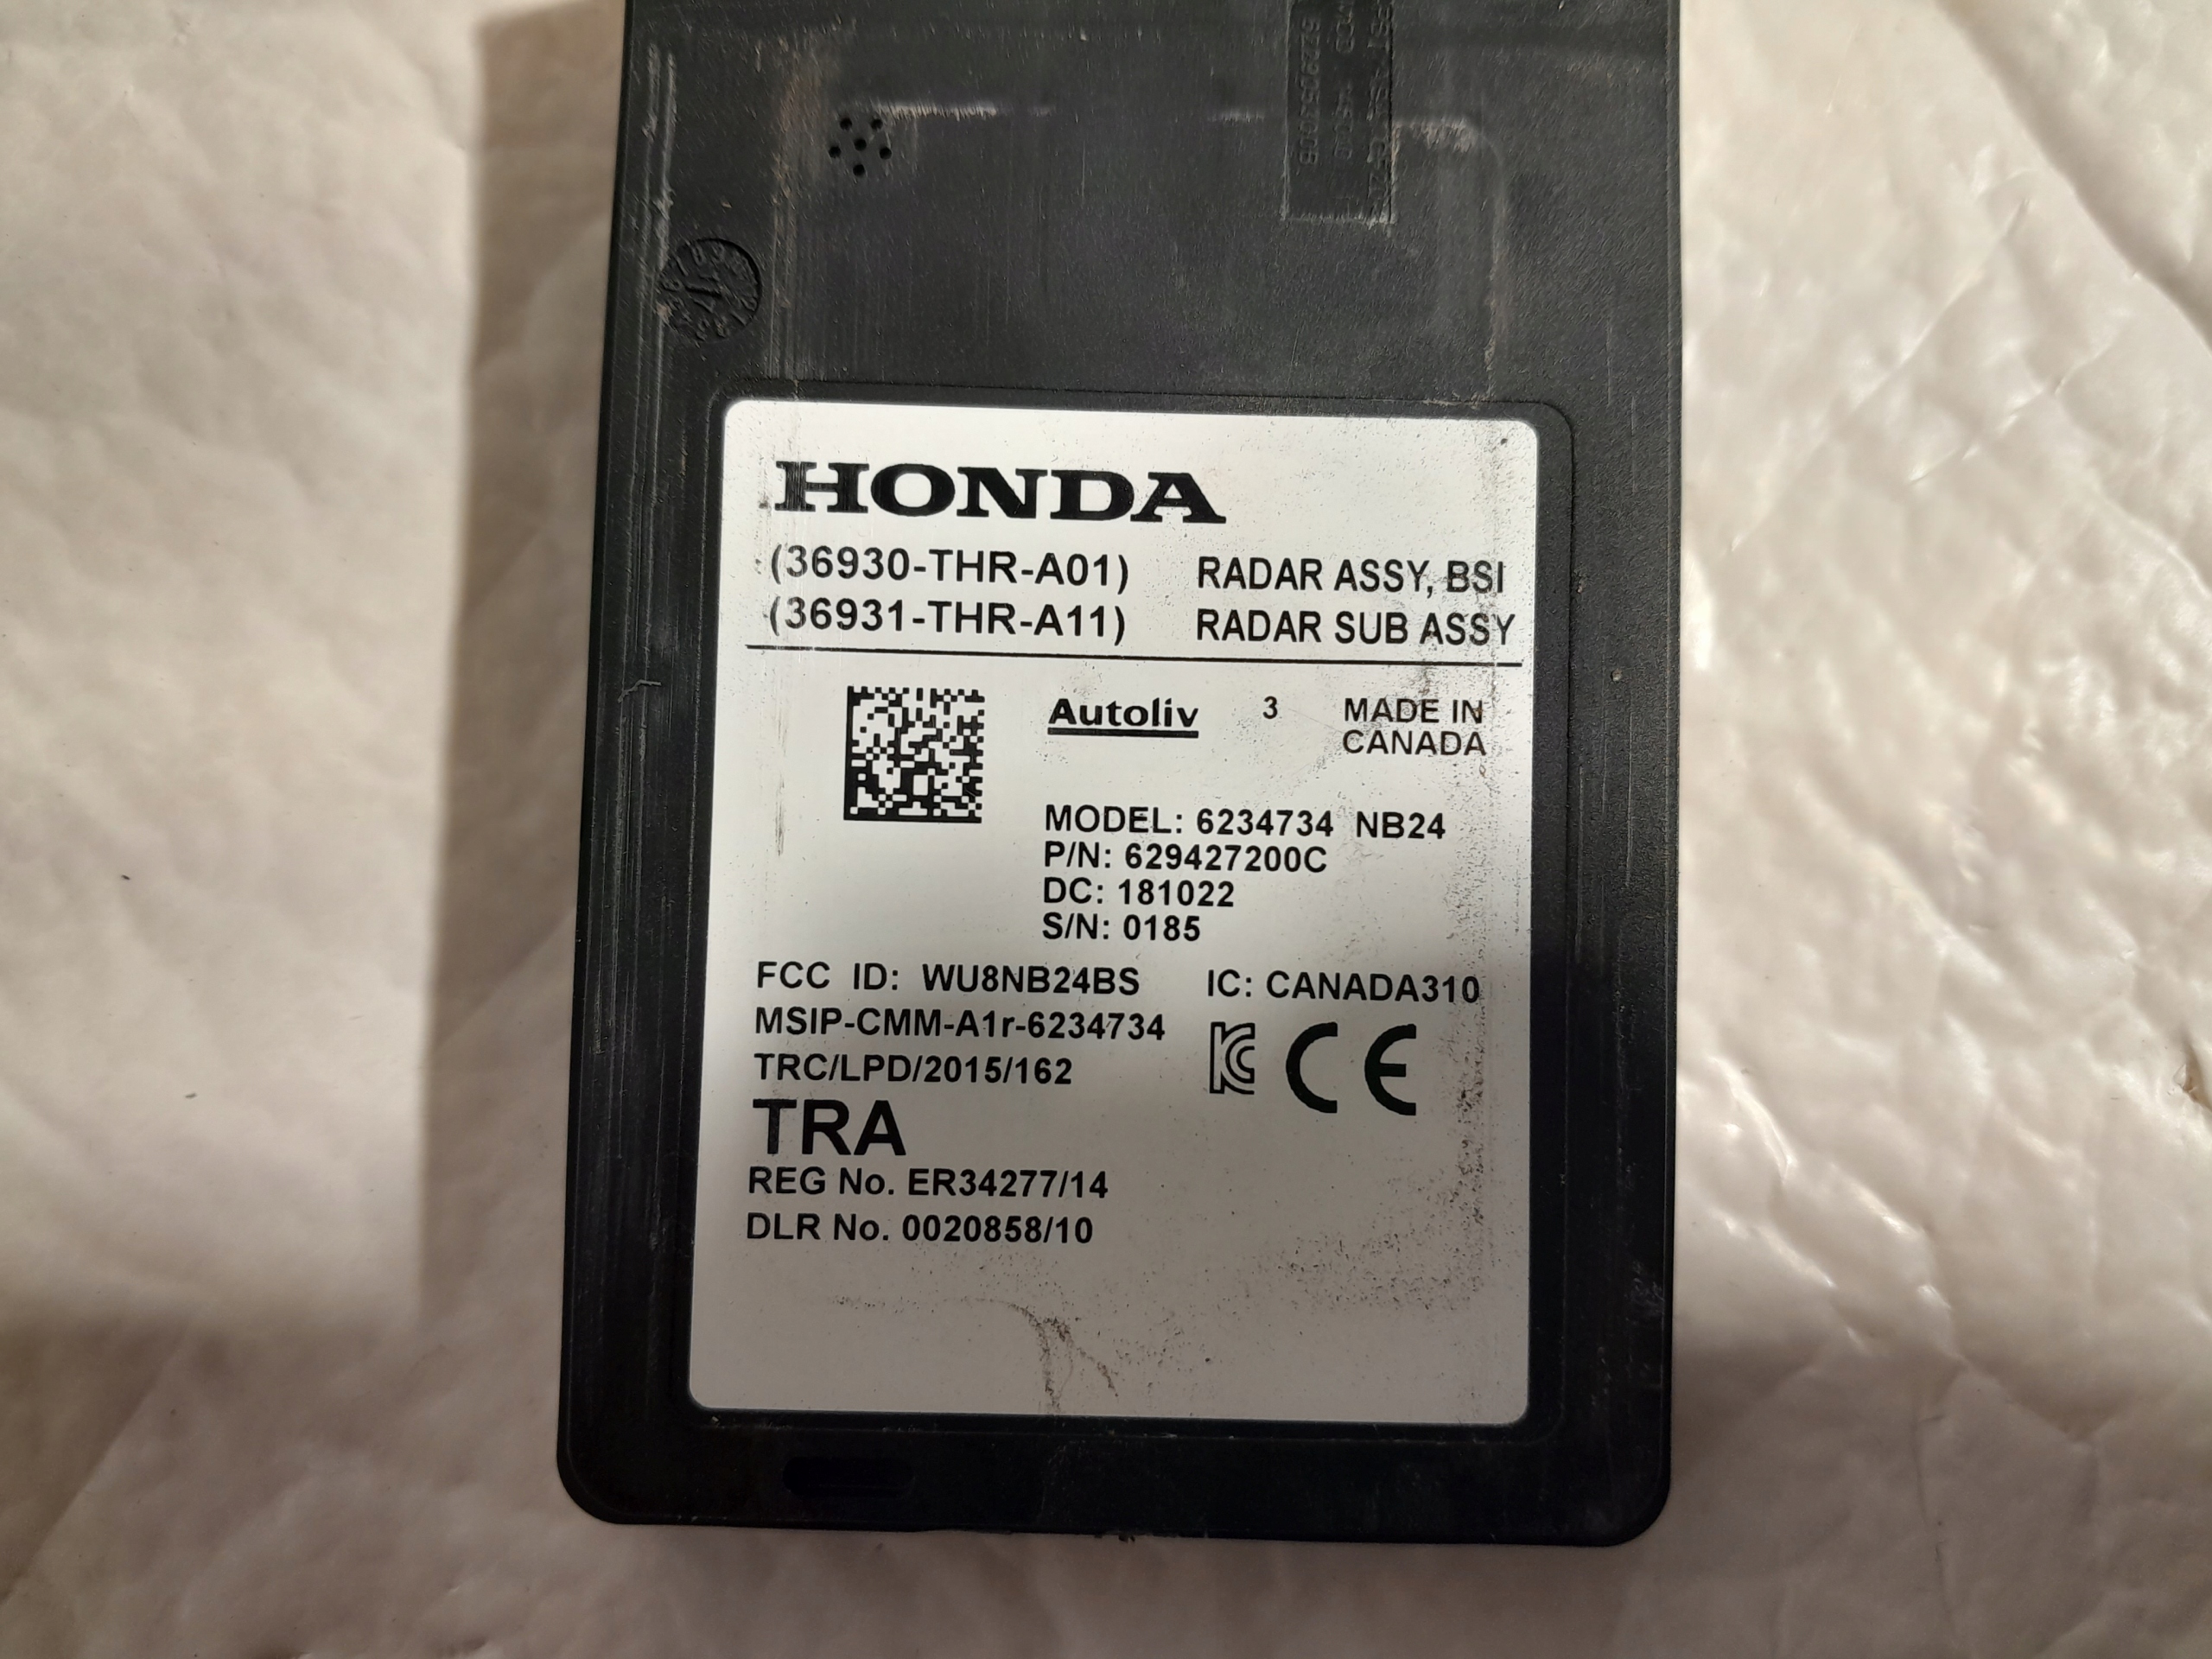 HONDA
(36930-THR-A01) RADAR ASSY, BSI
(36931-THR-A11) RADAR SUB ASSY
Autoliv 3 MADE IN
CANADA
MODEL: 6234734 NB24
P/N: 629427200C
DC: 181022
S/N: 0185
FCC ID: WU8NB24BS IC: CANADA310
MSIP-CMM-A1r-6234734
TRC/LPD/2015/162
TRA
REG No. ER34277/14
DLR No. 0020858/10